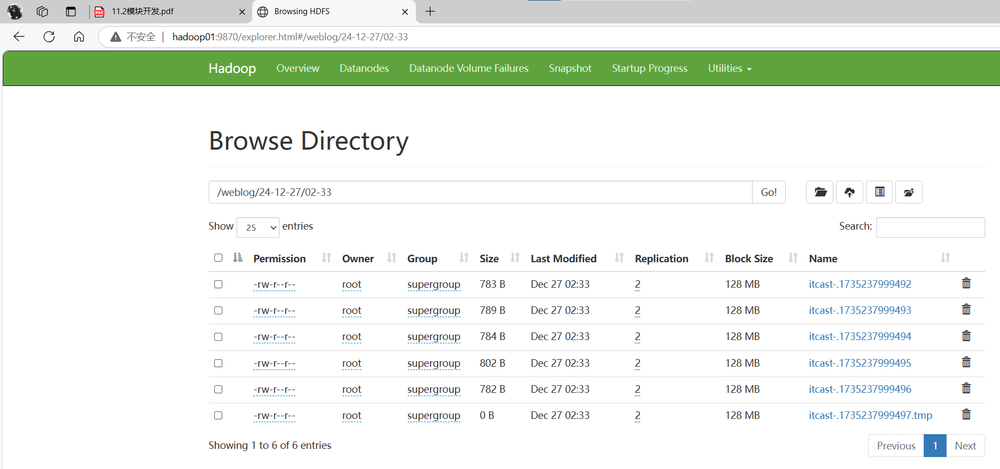 11.2模块开发.pdf
Browsing HDFS
不安全 | hadoop01:9870/explorer.html#/weblog/24-12-27/02-33
Hadoop Overview Datanodes Datanode Volume Failures Snapshot Startup Progress Utilities
Browse Directory
/weblog/24-12-27/02-33 Go!
Show 25 entries Search:
Permission Owner Group Size Last Modified Replication Block Size Name
-rw-r--r-- root supergroup 783 B Dec 27 02:33 2 128 MB itcast-.1735237999492
-rw-r--r-- root supergroup 789 B Dec 27 02:33 2 128 MB itcast-.1735237999493
-rw-r--r-- root supergroup 784 B Dec 27 02:33 2 128 MB itcast-.1735237999494
-rw-r--r-- root supergroup 802 B Dec 27 02:33 2 128 MB itcast-.1735237999495
-rw-r--r-- root supergroup 782 B Dec 27 02:33 2 128 MB itcast-.1735237999496
-rw-r--r-- root supergroup 0 B Dec 27 02:33 2 128 MB itcast-.1735237999497.tmp
Showing 1 to 6 of 6 entries Previous 1 Next